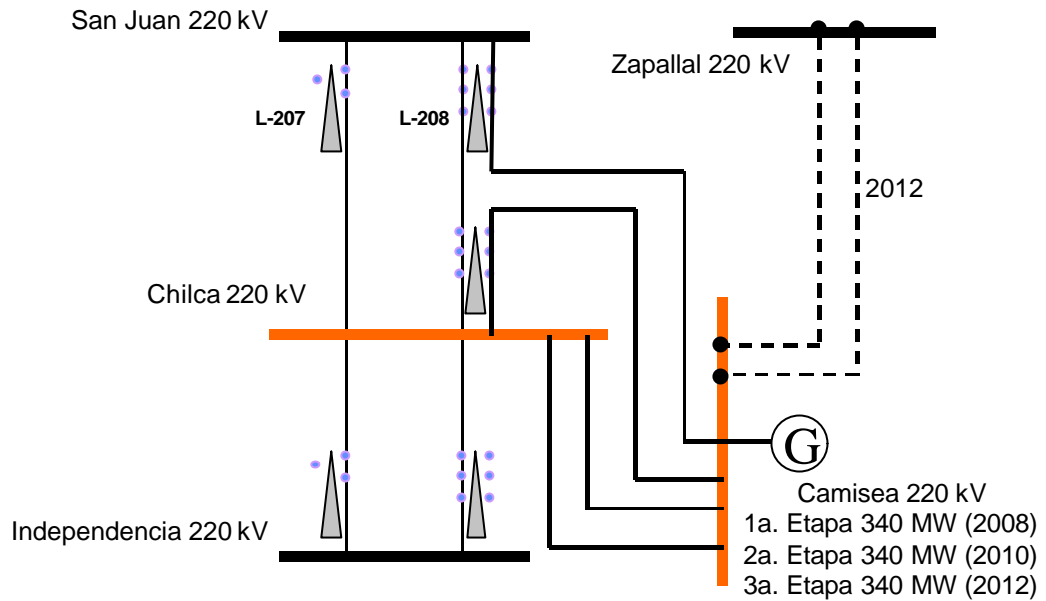 San Juan 220 kV
Zapallal 220 kV
L-207
L-208
2012
Chilca 220 kV
G
Camisea 220 kV
1a. Etapa 340 MW (2008)
Independencia 220 kV
2a. Etapa 340 MW (2010)
3a. Etapa 340 MW (2012)